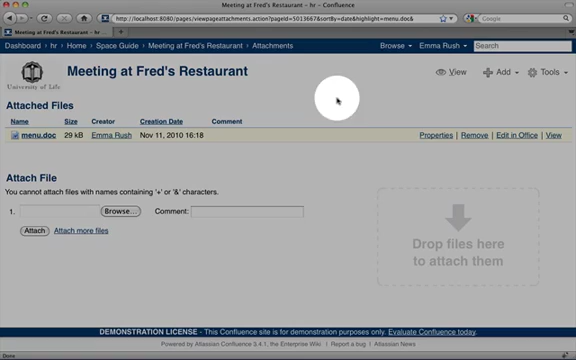 Meeting at Fred's Restaurant - hr - Confluence
http://localhost:8080/pages/viewpageattachments.action?pageId=5013667&sortBy=date&highlight=menu.doc&
Google
Meeting at Fred's Restaurant - hr ...
Dashboard › hr › Home › Space Guide › Meeting at Fred's Restaurant › Attachments
Browse Emma Rush Search
University of Life
Meeting at Fred's Restaurant
View Add Tools
Attached Files
Name Size Creator Creation Date Comment
menu.doc 29 kB Emma Rush Nov 11, 2010 16:18 Properties | Remove | Edit in Office | View
Attach File
You cannot attach files with names containing '+' or '&' characters.
1. Browse... Comment:
Attach Attach more files
Drop files here
to attach them
DEMONSTRATION LICENSE - This Confluence site is for demonstration purposes only. Evaluate Confluence today.
Powered by Atlassian Confluence 3.4.1, the Enterprise Wiki | Report a bug | Atlassian News
Done